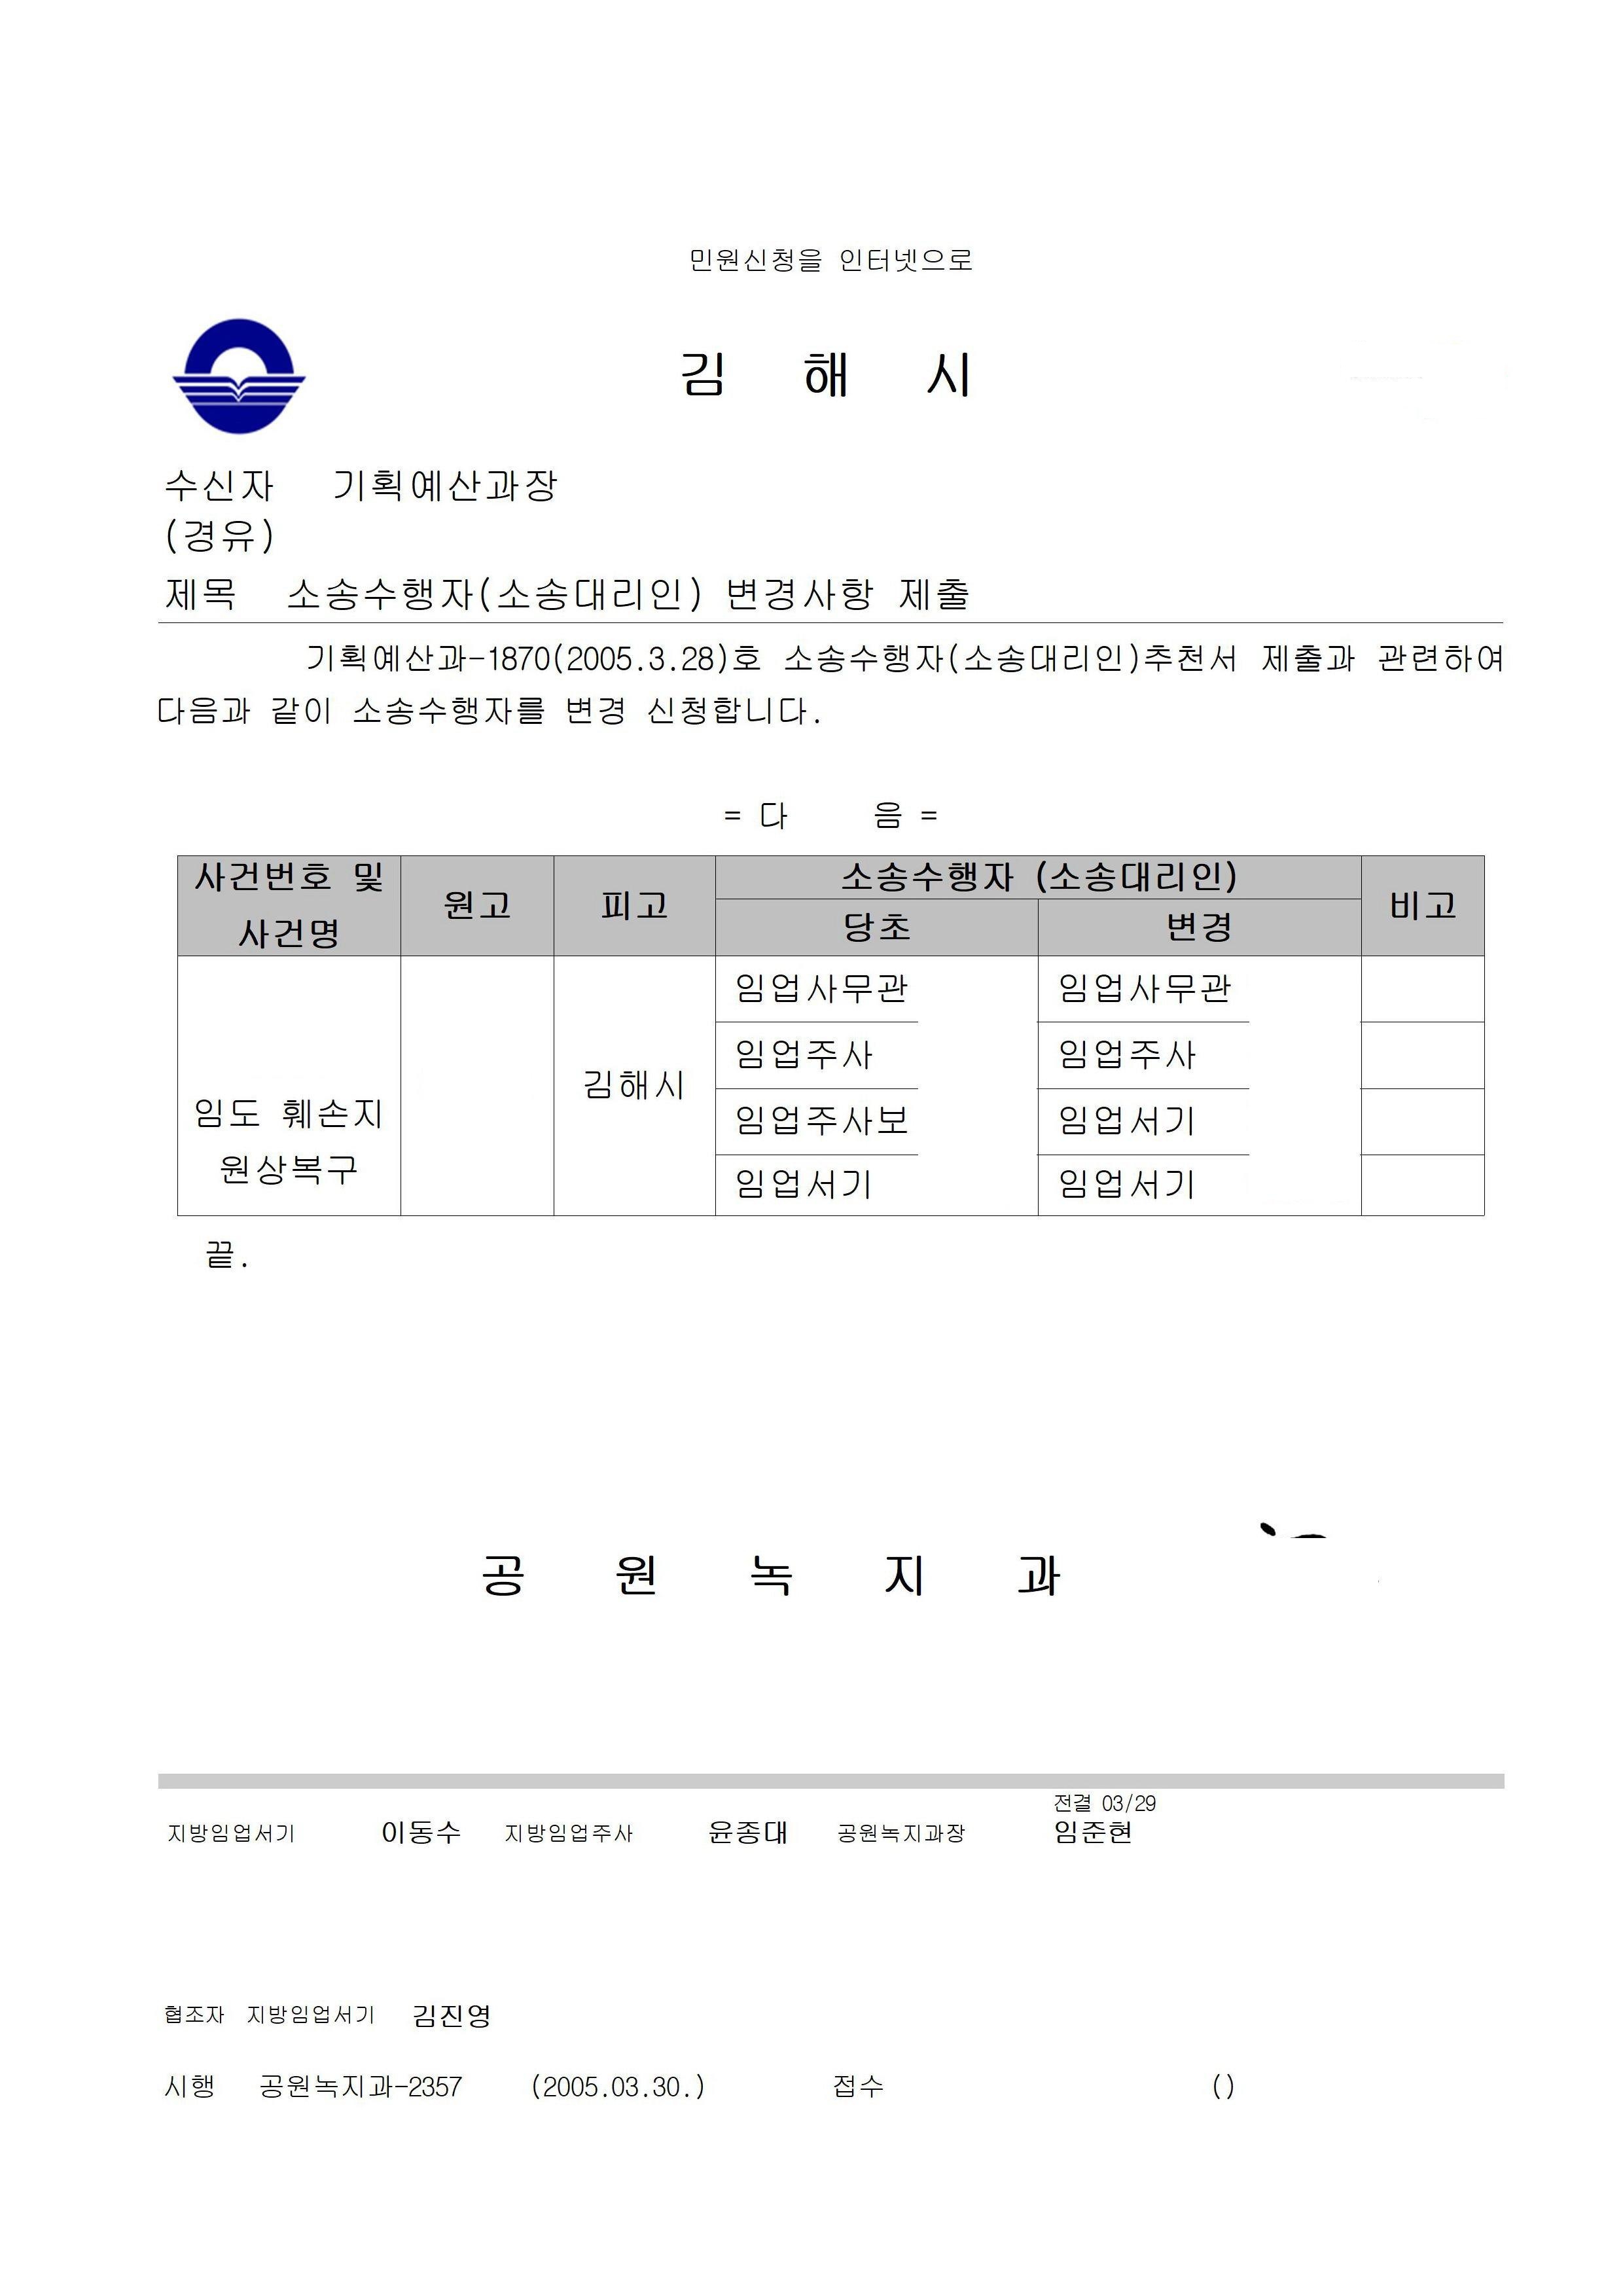 민원신청을 인터넷으로
김 해 시
수신자 기획예산과장
(경유)
제목 소송수행자(소송대리인) 변경사항 제출
기획예산과-1870(2005.3.28)호 소송수행자(소송대리인)추천서 제출과 관련하여
다음과 같이 소송수행자를 변경 신청합니다.
= 다 음 =
사건번호 및 사건명 원고 피고 소송수행자 (소송대리인) 비고
당초 변경
임도 훼손지
원상복구
김해시
임업사무관 임업사무관
임업주사 임업주사
임업주사보 임업서기
임업서기 임업서기
끝.
공 원 녹 지 과
전결 03/29
지방임업서기 이동수 지방임업주사 윤종대 공원녹지과장 임준현
협조자 지방임업서기 김진영
시행 공원녹지과-2357 (2005.03.30.) 접수 ()